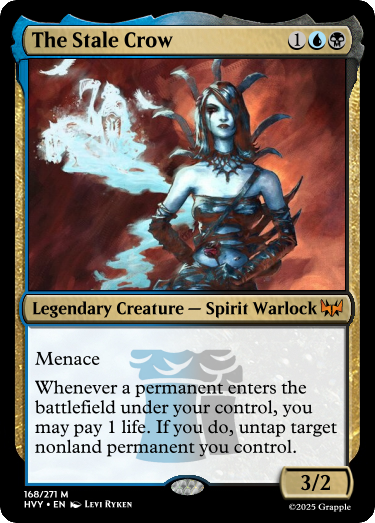 The Stale Crow 1
Legendary Creature — Spirit Warlock
Menace
Whenever a permanent enters the
battlefield under your control, you
may pay 1 life. If you do, untap target
nonland permanent you control.
3/2
168/271 M
HVY • EN Levi Ryken
©2025 Grapple